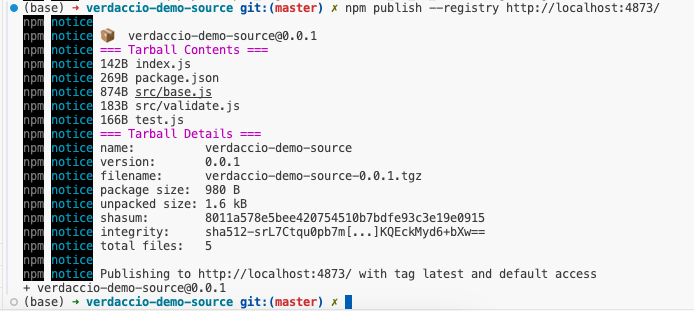 (base) ➜ verdaccio-demo-source git:(master) ✗ npm publish --registry http://localhost:4873/
npm notice
npm notice 📦  verdaccio-demo-source@0.0.1
npm notice === Tarball Contents ===
npm notice 142B index.js
npm notice 269B package.json
npm notice 874B src/base.js
npm notice 183B src/validate.js
npm notice 166B test.js
npm notice === Tarball Details ===
npm notice name:          verdaccio-demo-source
npm notice version:       0.0.1
npm notice filename:      verdaccio-demo-source-0.0.1.tgz
npm notice package size:  980 B
npm notice unpacked size: 1.6 kB
npm notice shasum:        8011a578e5bee420754510b7bdfe93c3e19e0915
npm notice integrity:     sha512-srL7Ctqu0pb7m[...]KQEckMyd6+bXw==
npm notice total files:   5
npm notice
npm notice Publishing to http://localhost:4873/ with tag latest and default access
+ verdaccio-demo-source@0.0.1
(base) ➜ verdaccio-demo-source git:(master) ✗